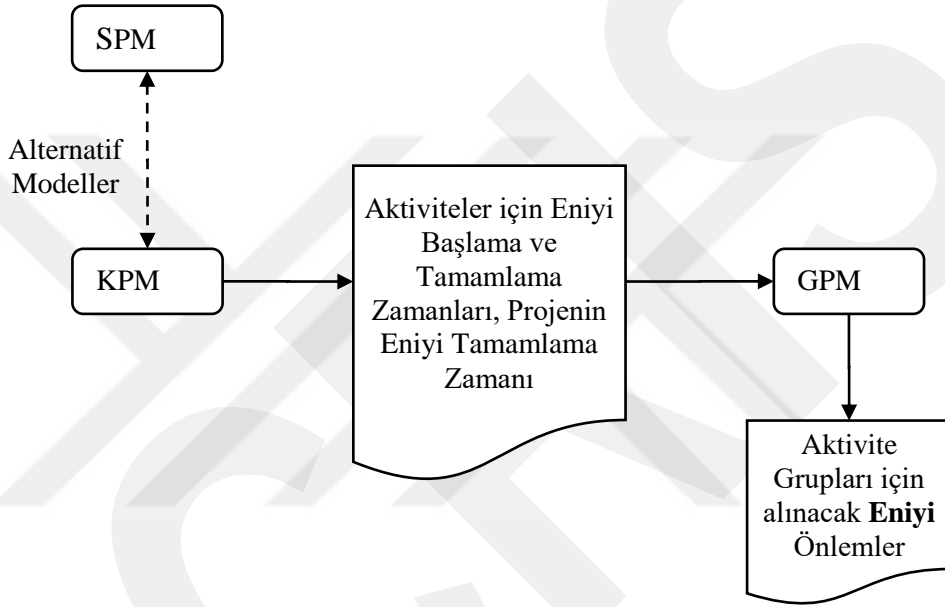 SPM
Alternatif
Modeller
KPM
Aktiviteler için Eniyi
Başlama ve
Tamamlama
Zamanları, Projenin
Eniyi Tamamlama
Zamanı
GPM
Aktivite
Grupları için
alınacak Eniyi
Önlemler